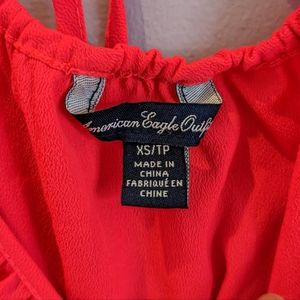 American Eagle Outf
XS/TP
MADE IN
CHINA
FABRIQUÉ EN
CHINE